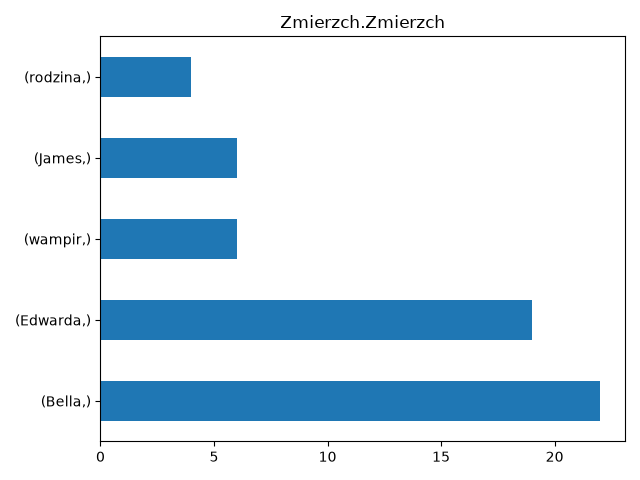 Zmierzch.Zmierzch
(rodzina,)
(James,)
(wampir,)
(Edwarda,)
(Bella,)
0 5 10 15 20